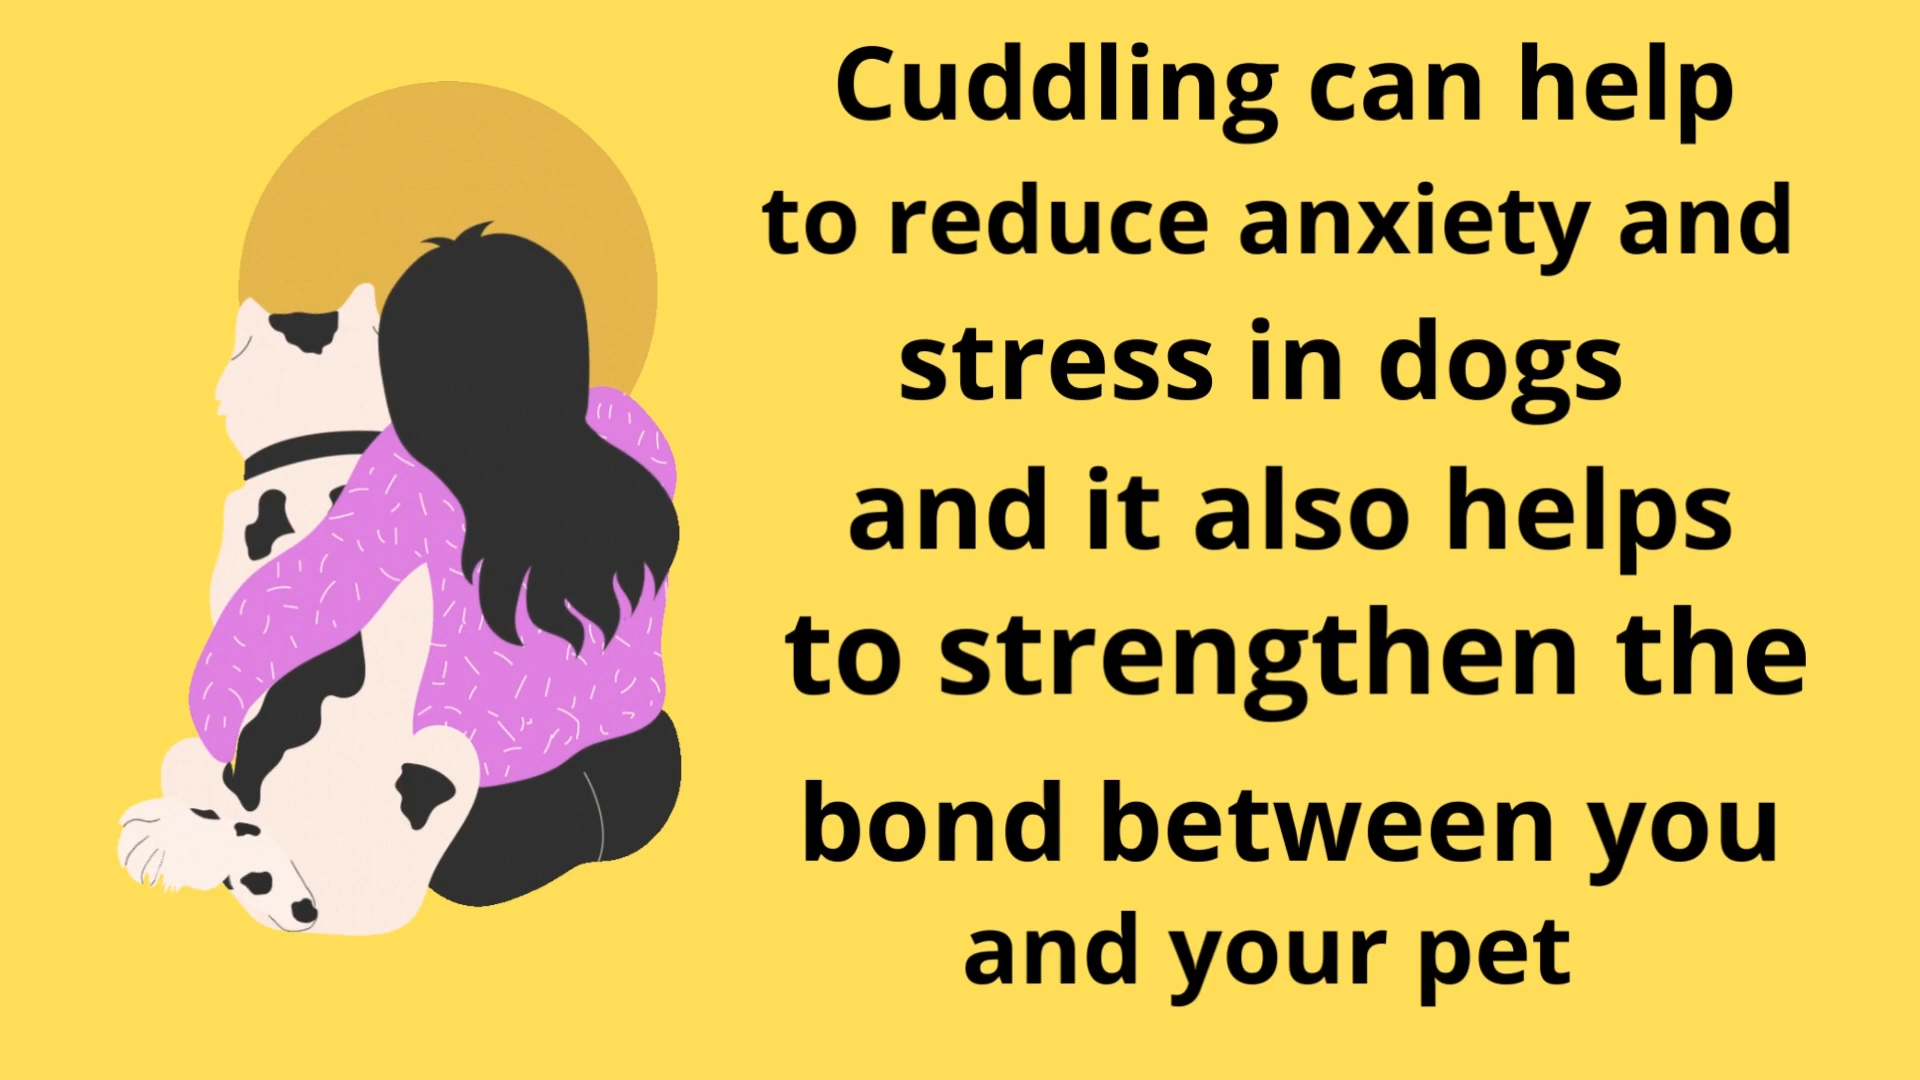 Cuddling can help
to reduce anxiety and
stress in dogs
and it also helps
to strengthen the
bond between you
and your pet